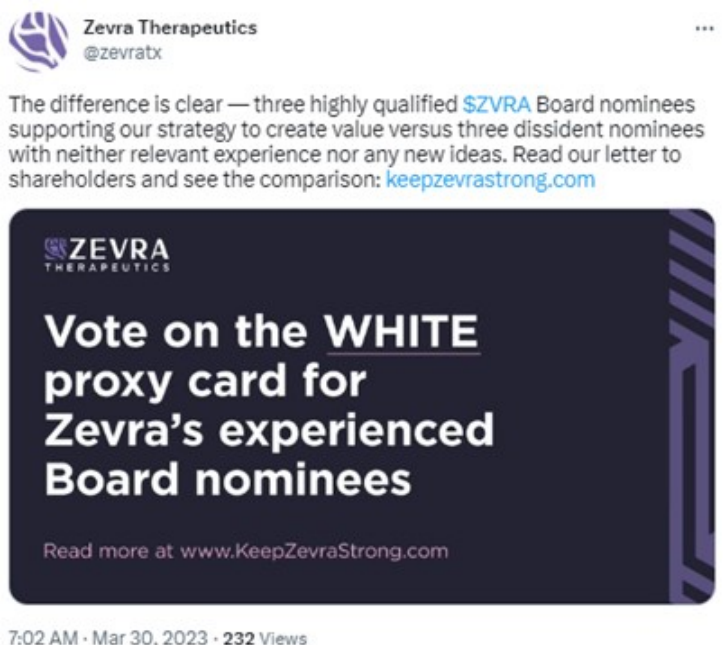 Zevra Therapeutics
@zevratx
...
The difference is clear — three highly qualified $ZVRA Board nominees
supporting our strategy to create value versus three dissident nominees
with neither relevant experience nor any new ideas. Read our letter to
shareholders and see the comparison: keepzevrastrong.com
ZEVRA
THERAPEUTICS
Vote on the WHITE
proxy card for
Zevra’s experienced
Board nominees
Read more at www.KeepZevraStrong.com
7:02 AM · Mar 30, 2023 · 232 Views